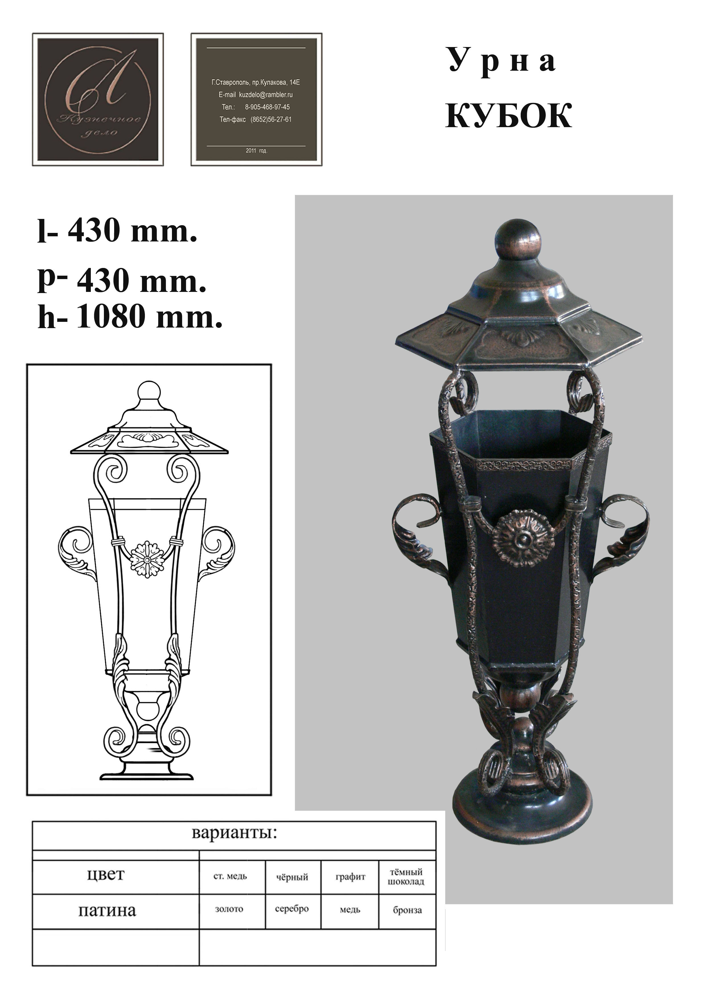 А
Кузнечное
дело
Г.Ставрополь, пр.Кулакова, 14Е
E-mail kuzdelo@rambler.ru
Тел.: 8-905-468-97-45
Тел-факс (8652)56-27-61
2011 год.
Урна
КУБОК
l- 430 mm.
p- 430 mm.
h- 1080 mm.
варианты:
цвет ст. медь чёрный графит тёмный
шоколад
патина золото серебро медь бронза